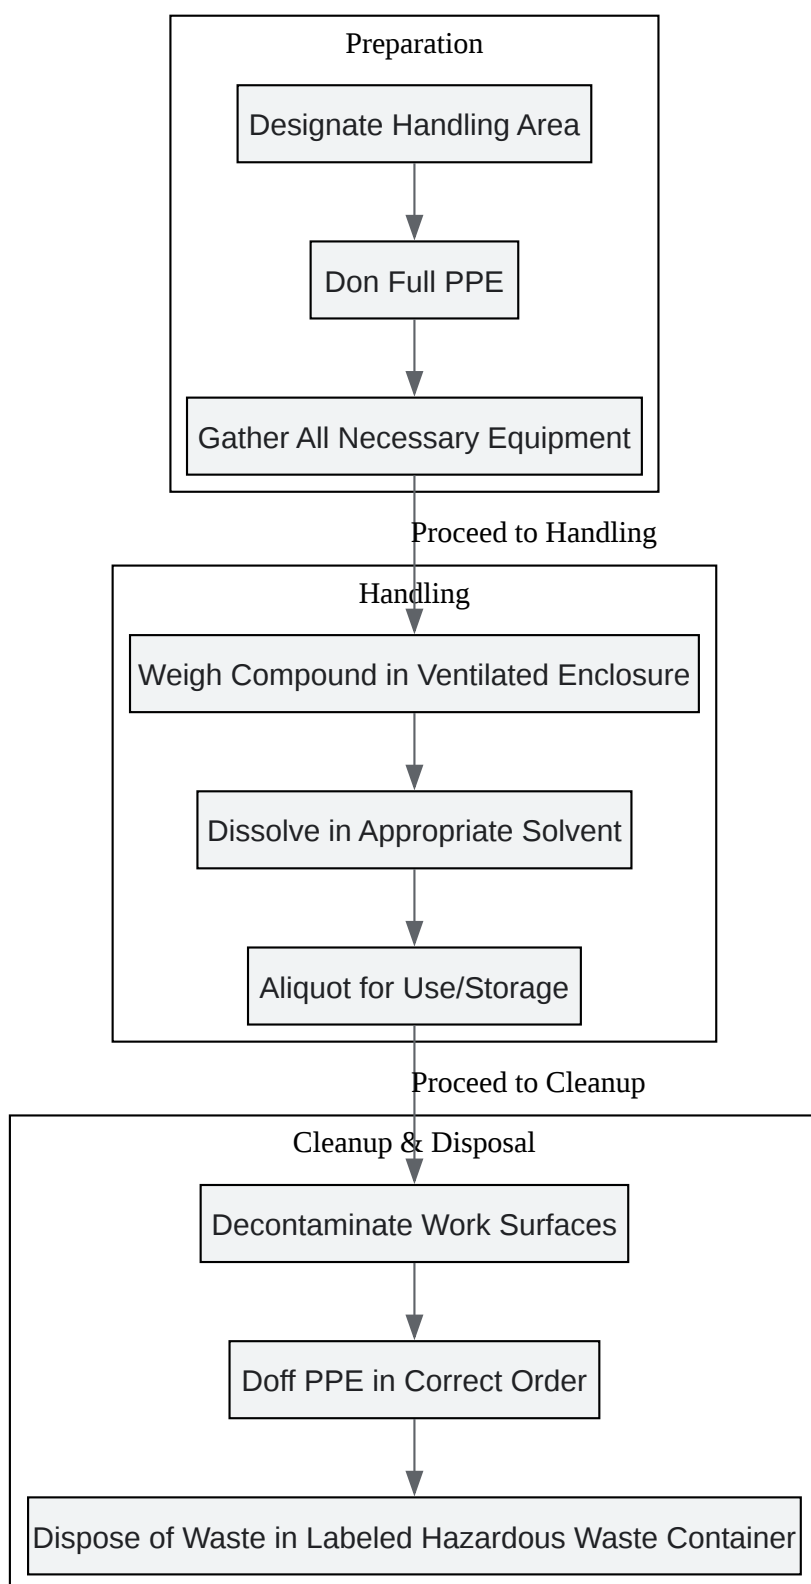 Preparation
Designate Handling Area
Don Full PPE
Gather All Necessary Equipment
Proceed to Handling
Handling
Weigh Compound in Ventilated Enclosure
Dissolve in Appropriate Solvent
Aliquot for Use/Storage
Proceed to Cleanup
Cleanup & Disposal
Decontaminate Work Surfaces
Doff PPE in Correct Order
Dispose of Waste in Labeled Hazardous Waste Container